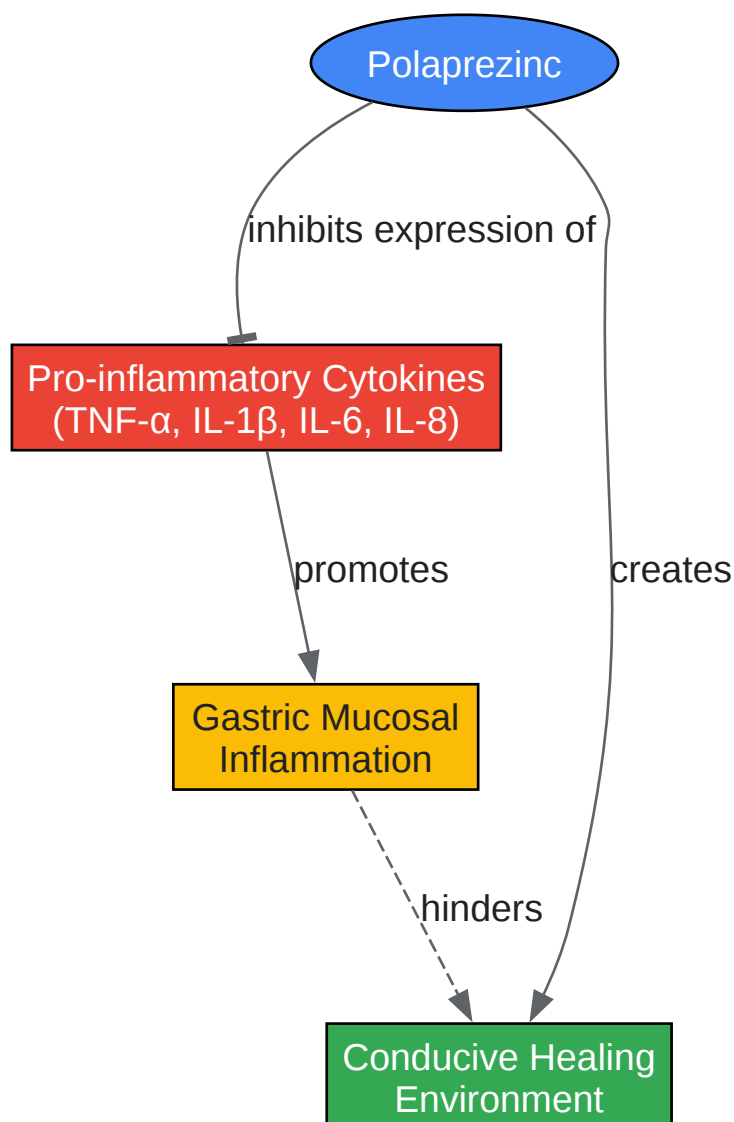 Polaprezinc
inhibits expression of
Pro-inflammatory Cytokines
(TNF-α, IL-1β, IL-6, IL-8)
promotes
creates
Gastric Mucosal
Inflammation
hinders
Conducive Healing
Environment